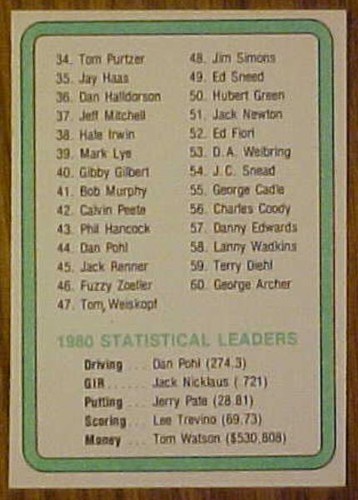 34. Tom Purtzer
35. Jay Haas
36. Dan Halldorson
37. Jeff Mitchell
38. Hale Irwin
39. Mark Lye
40. Gibby Gilbert
41. Bob Murphy
42. Calvin Peete
43. Phil Hancock
44. Dan Pohl
45. Jack Renner
46. Fuzzy Zoeller
47. Tom Weiskopf
48. Jim Simons
49. Ed Sneed
50. Hubert Green
51. Jack Newton
52. Ed Fiori
53. D.A. Weibring
54. J.C. Snead
55. George Cadle
56. Charles Coody
57. Danny Edwards
58. Lanny Wadkins
59. Terry Diehl
60. George Archer
1980 STATISTICAL LEADERS
Driving ... Dan Pohl (274.3)
GIR ...... Jack Nicklaus (.721)
Putting .... Jerry Pate (28.81)
Scoring ... Lee Trevino (69.73)
Money ... Tom Watson ($530,808)